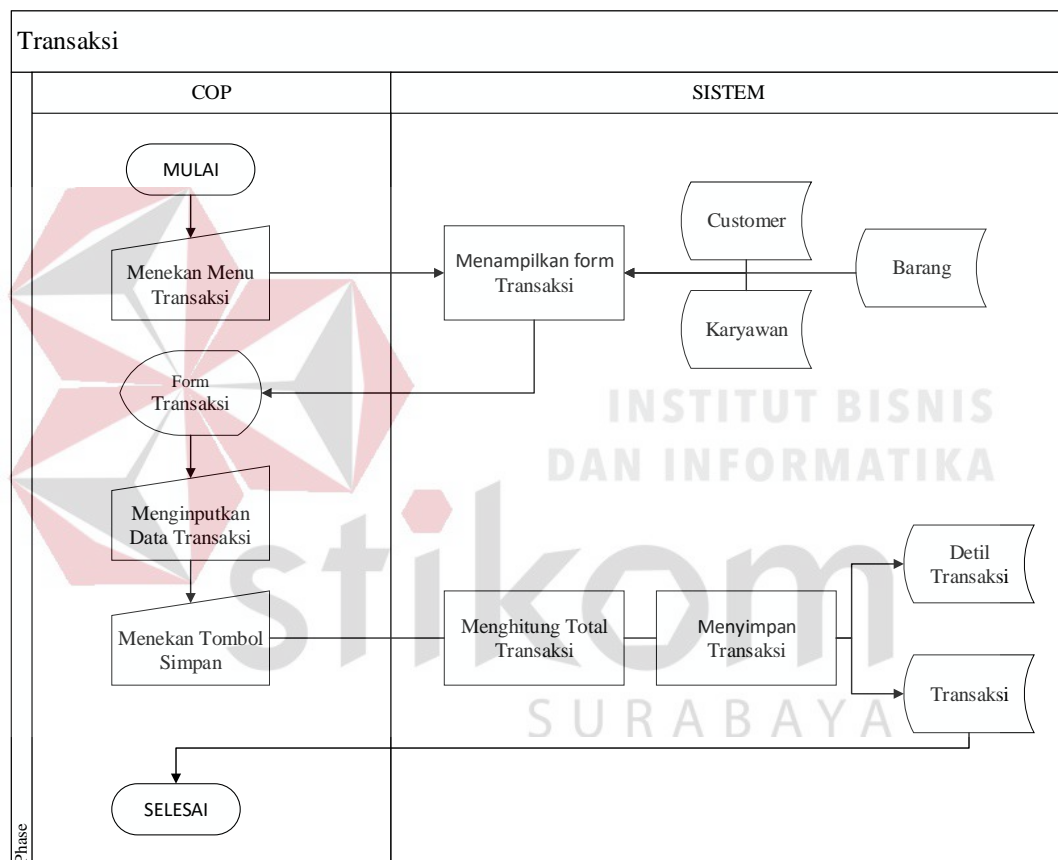 Transaksi
COP
SISTEM
MULAI
Customer
Menekan Menu
Transaksi
Menampilkan form
Transaksi
Barang
Karyawan
Form
Transaksi
INSTITUT BISNIS
DAN INFORMATIKA
Menginputkan
Data Transaksi
stikom
Detil
Transaksi
Menekan Tombol
Simpan
Menghitung Total
Transaksi
Menyimpan
Transaksi
Transaksi
SURABAYA
SELESAI
Phase